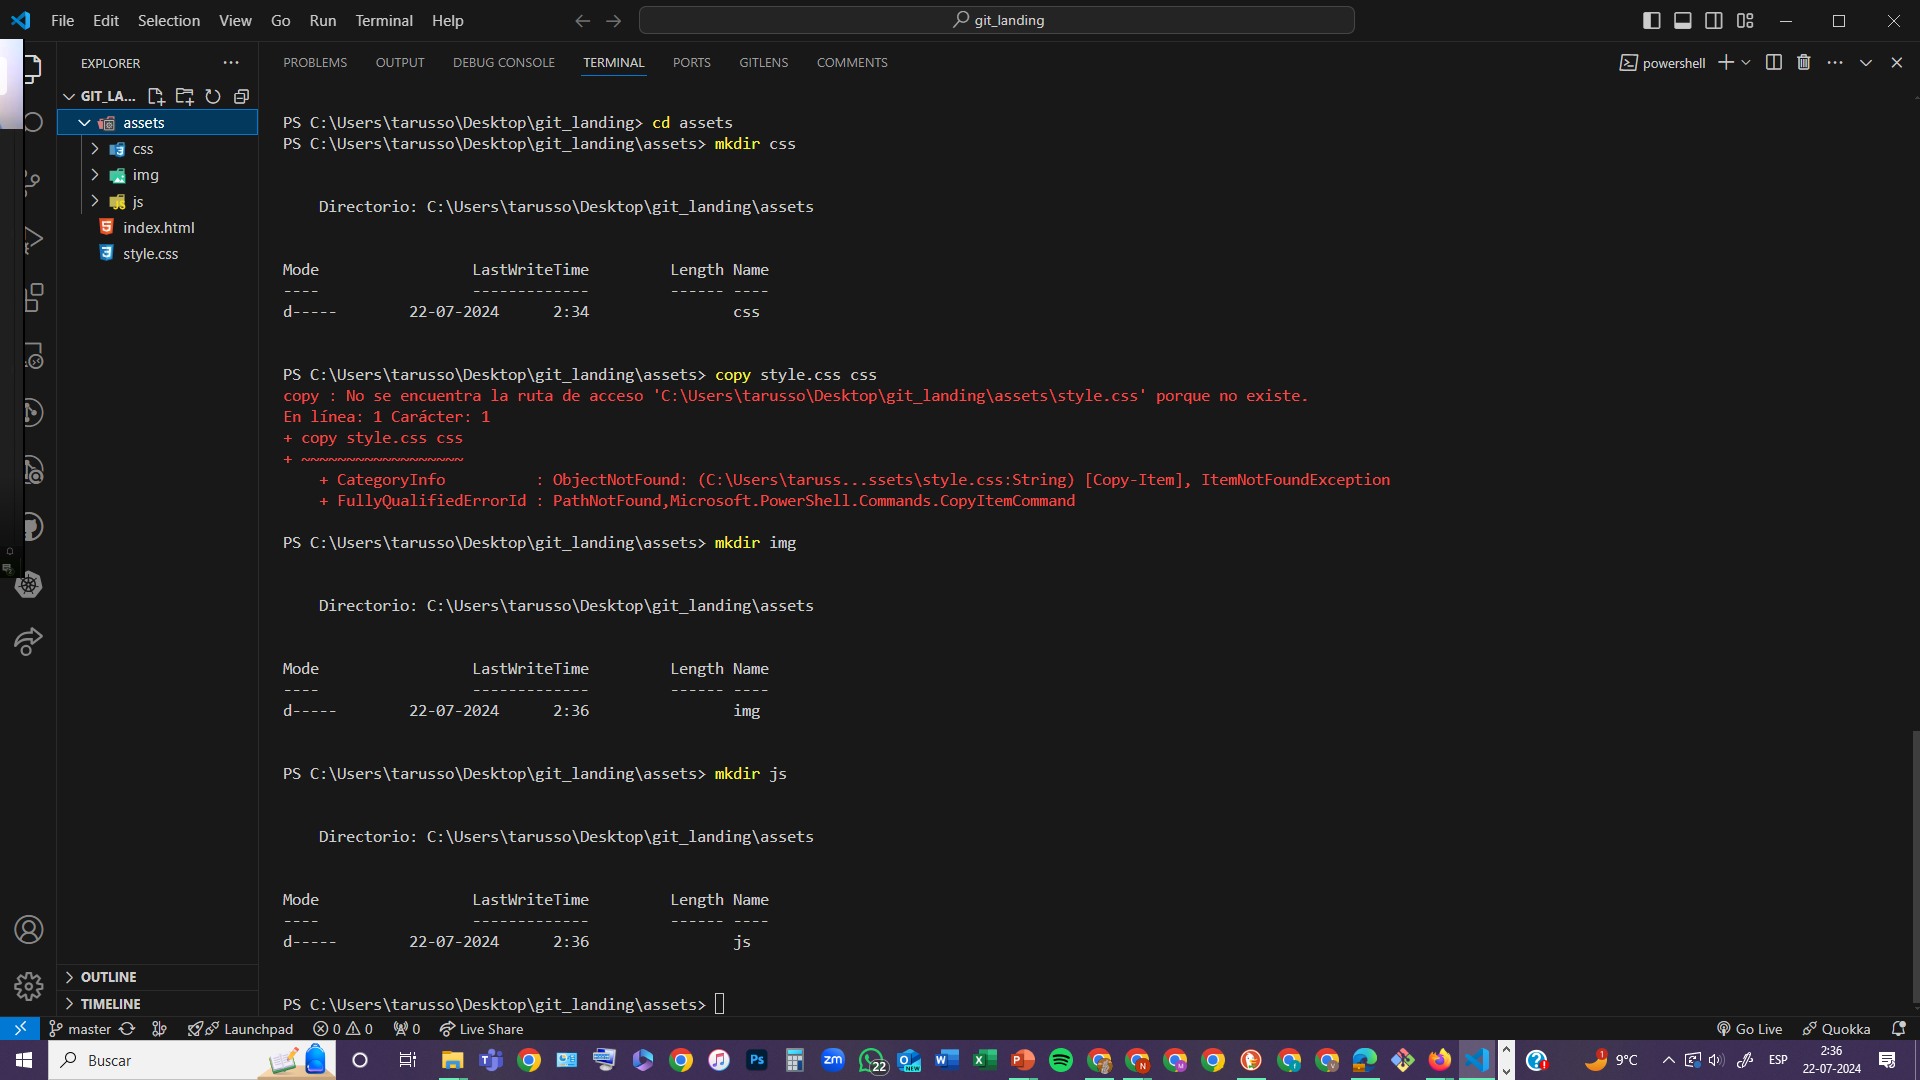 File Edit Selection View Go Run Terminal Help
git_landing
EXPLORER
PROBLEMS OUTPUT DEBUG CONSOLE TERMINAL PORTS GITLENS COMMENTS
powershell
GIT_LA...
assets
css
img
js
index.html
style.css
PS C:\Users\tarusso\Desktop\git_landing> cd assets
PS C:\Users\tarusso\Desktop\git_landing\assets> mkdir css
Directorio: C:\Users\tarusso\Desktop\git_landing\assets
Mode LastWriteTime Length Name
---- ------------- ------ ----
d----- 22-07-2024 2:34 css
PS C:\Users\tarusso\Desktop\git_landing\assets> copy style.css css
copy : No se encuentra la ruta de acceso 'C:\Users\tarusso\Desktop\git_landing\assets\style.css' porque no existe.
En línea: 1 Carácter: 1
+ copy style.css css
+ ~~~~~~~~~~~~~~~~~~
+ CategoryInfo : ObjectNotFound: (C:\Users\taruss...ssets\style.css:String) [Copy-Item], ItemNotFoundException
+ FullyQualifiedErrorId : PathNotFound,Microsoft.PowerShell.Commands.CopyItemCommand
PS C:\Users\tarusso\Desktop\git_landing\assets> mkdir img
Directorio: C:\Users\tarusso\Desktop\git_landing\assets
Mode LastWriteTime Length Name
---- ------------- ------ ----
d----- 22-07-2024 2:36 img
PS C:\Users\tarusso\Desktop\git_landing\assets> mkdir js
Directorio: C:\Users\tarusso\Desktop\git_landing\assets
Mode LastWriteTime Length Name
---- ------------- ------ ----
d----- 22-07-2024 2:36 js
PS C:\Users\tarusso\Desktop\git_landing\assets>
OUTLINE
TIMELINE
master Launchpad 0 0 0 Live Share
Go Live Quokka
Buscar
22
9°C
ESP
2:36
22-07-2024